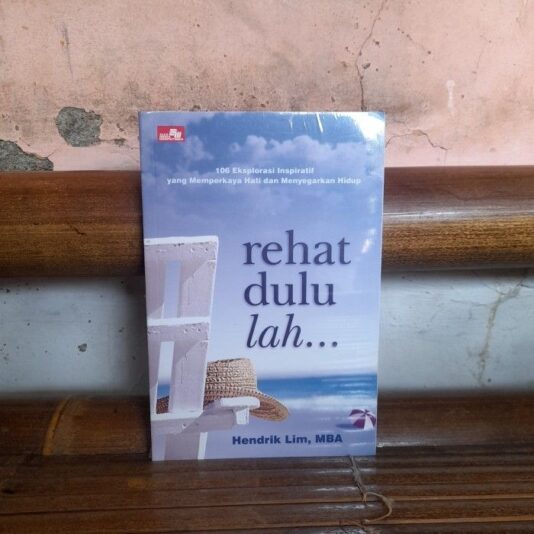 106 Eksplorasi Inspiratif
yang Memperkaya Hati dan Menyegarkan Hidup
rehat
dulu
lah...
Hendrik Lim, MBA